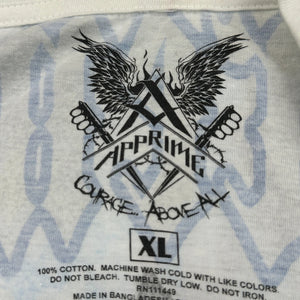 APPRIME
COURAGE... ABOVE ALL
XL
100% COTTON. MACHINE WASH COLD WITH LIKE COLORS.
DO NOT BLEACH. TUMBLE DRY LOW. DO NOT IRON
RN111449
MADE IN BANGLADESH